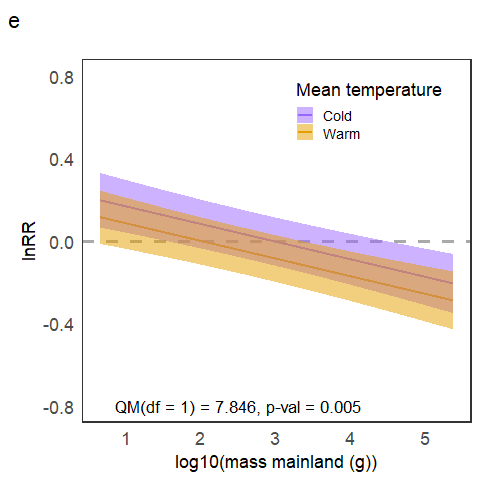 e
0.8
0.4
0.0
-0.4
-0.8
lnRR
Mean temperature
Cold
Warm
QM(df = 1) = 7.846, p-val = 0.005
1 2 3 4 5
log10(mass mainland (g))